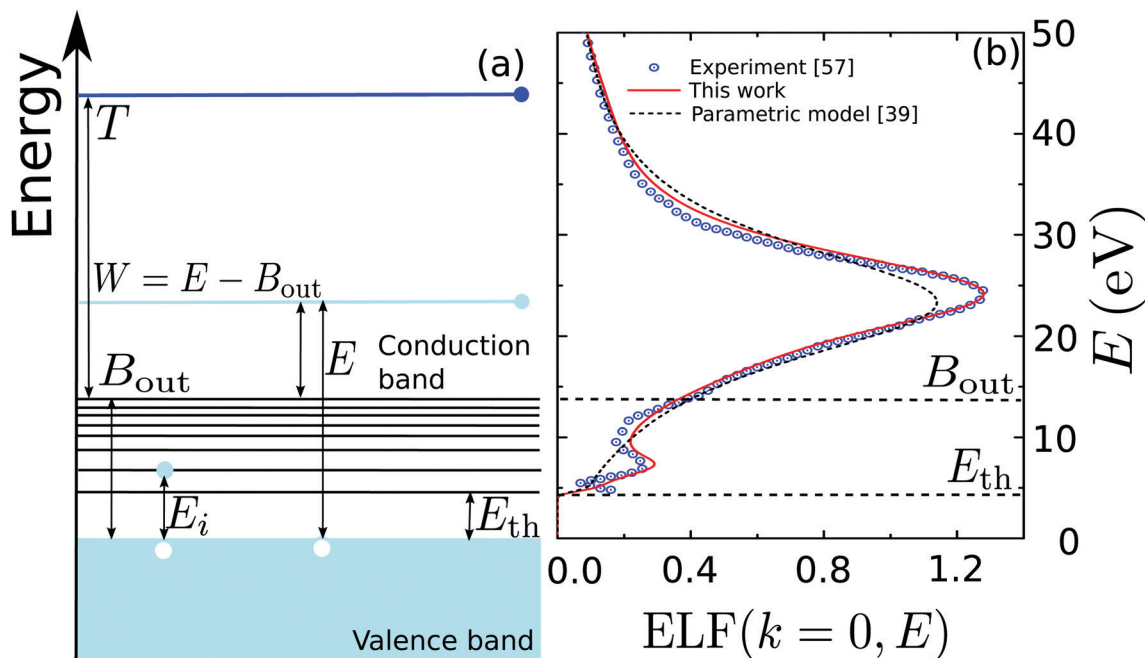 Energy
(a)
T
W = E − B_out
E
Conduction
band
B_out
E_i
E_th
Valence band
(b)
Experiment [57]
This work
Parametric model [39]
B_out
E_th
50
40
30
20
10
0
E (eV)
0.0 0.4 0.8 1.2
ELF(k = 0, E)